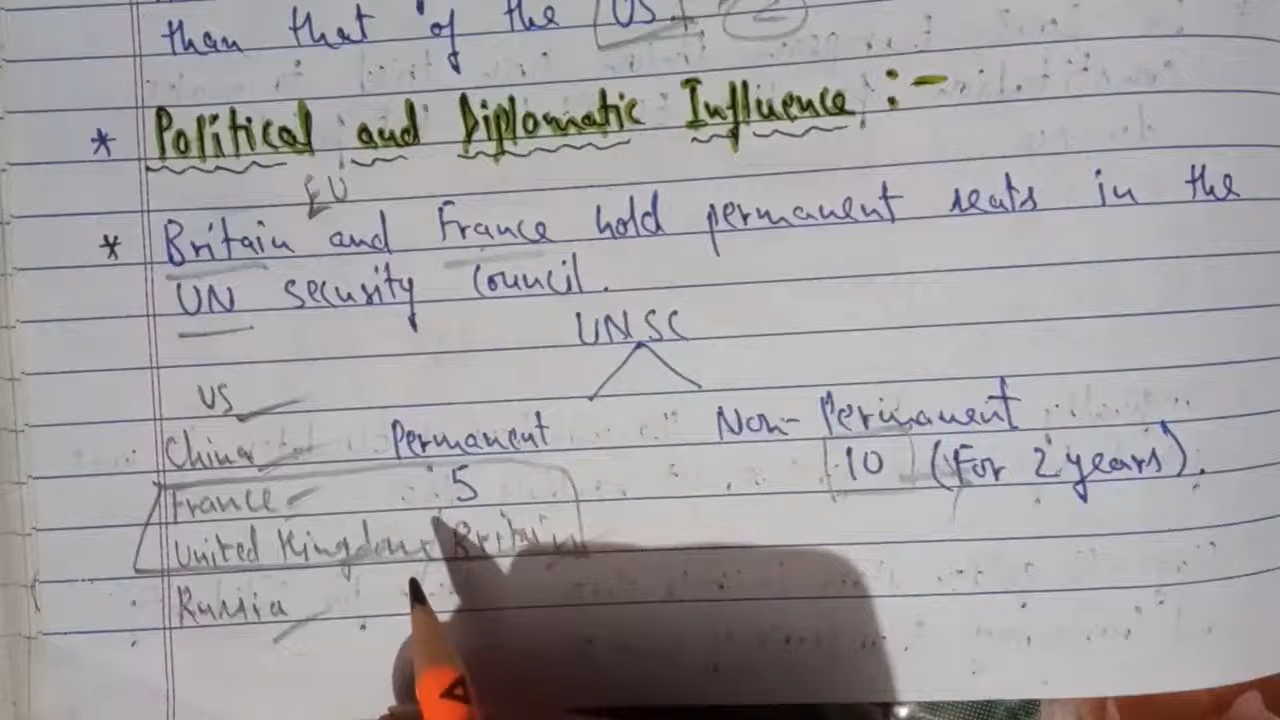 than that of the US.
* Political and Diplomatic Influence :-
EU
* Britain and France hold permanent seats in the
UN security Council.
UNSC
US
China Permanent Non-Permanent
France 5 10 (For 2 years).
United Kingdom Britain
Russia